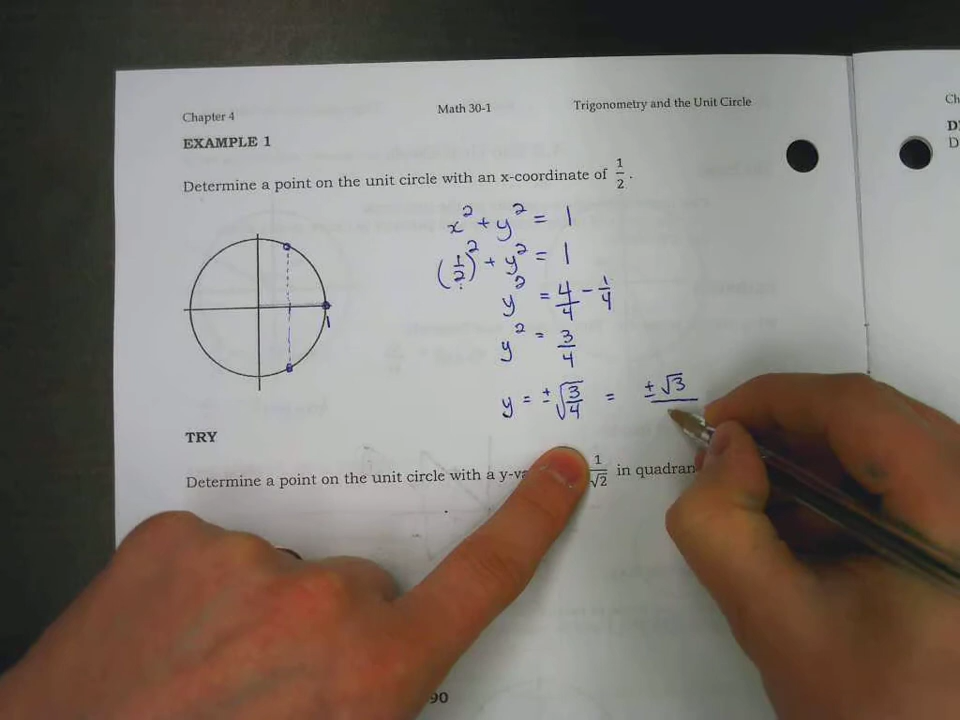 Chapter 4 Math 30-1 Trigonometry and the Unit Circle
EXAMPLE 1
Determine a point on the unit circle with an x-coordinate of 1/2.
x² + y² = 1
(1/2)² + y² = 1
y² = 4/4 - 1/4
y² = 3/4
y = ±√(3/4) = ±√3
1
TRY
Determine a point on the unit circle with a 1/√2 in
90
Ch
D